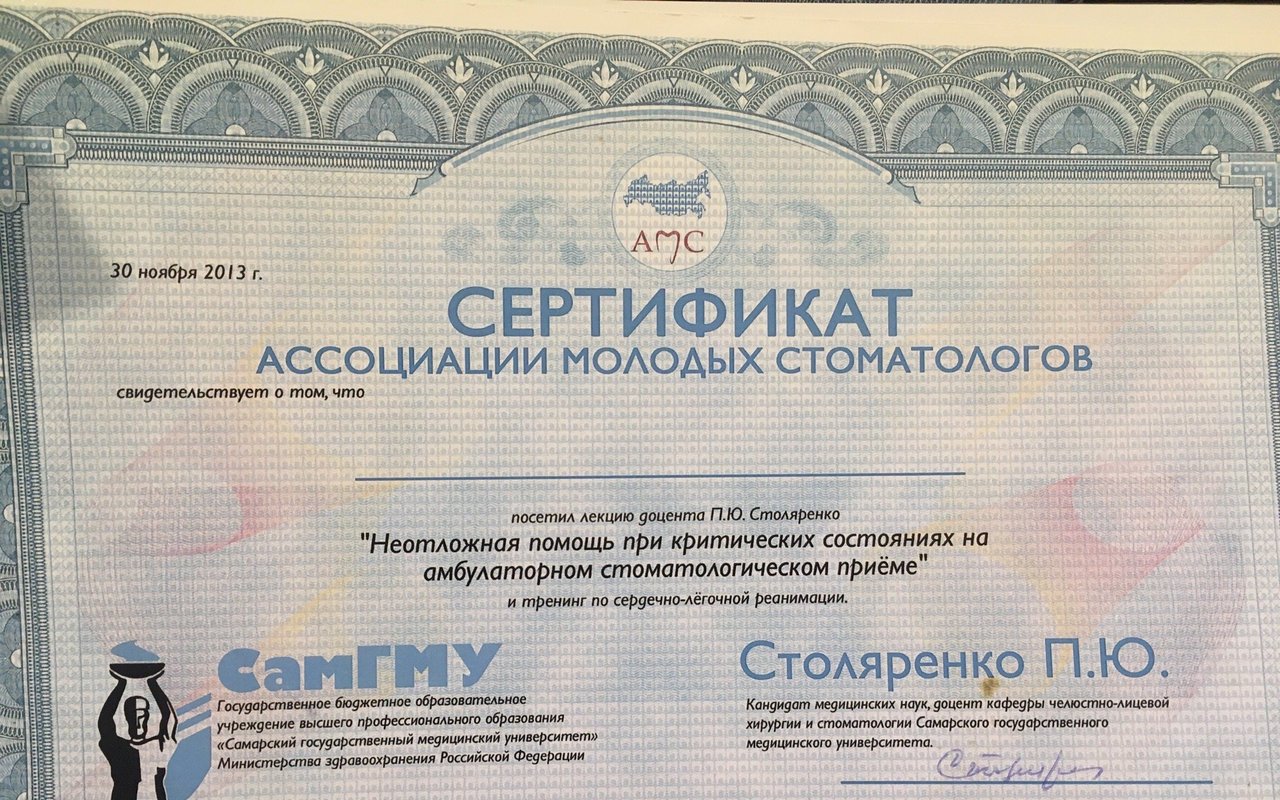 АМС
30 ноября 2013 г.
СЕРТИФИКАТ
АССОЦИАЦИИ МОЛОДЫХ СТОМАТОЛОГОВ
свидетельствует о том, что
посетил лекцию доцента П.Ю. Столяренко
"Неотложная помощь при критических состояниях на
амбулаторном стоматологическом приёме"
и тренинг по сердечно-лёгочной реанимации.
СамГМУ
Государственное бюджетное образовательное
учреждение высшего профессионального образования
«Самарский государственный медицинский университет»
Министерства здравоохранения Российской Федерации
Столяренко П.Ю.
Кандидат медицинских наук, доцент кафедры челюстно-лицевой
хирургии и стоматологии Самарского государственного
медицинского университета.